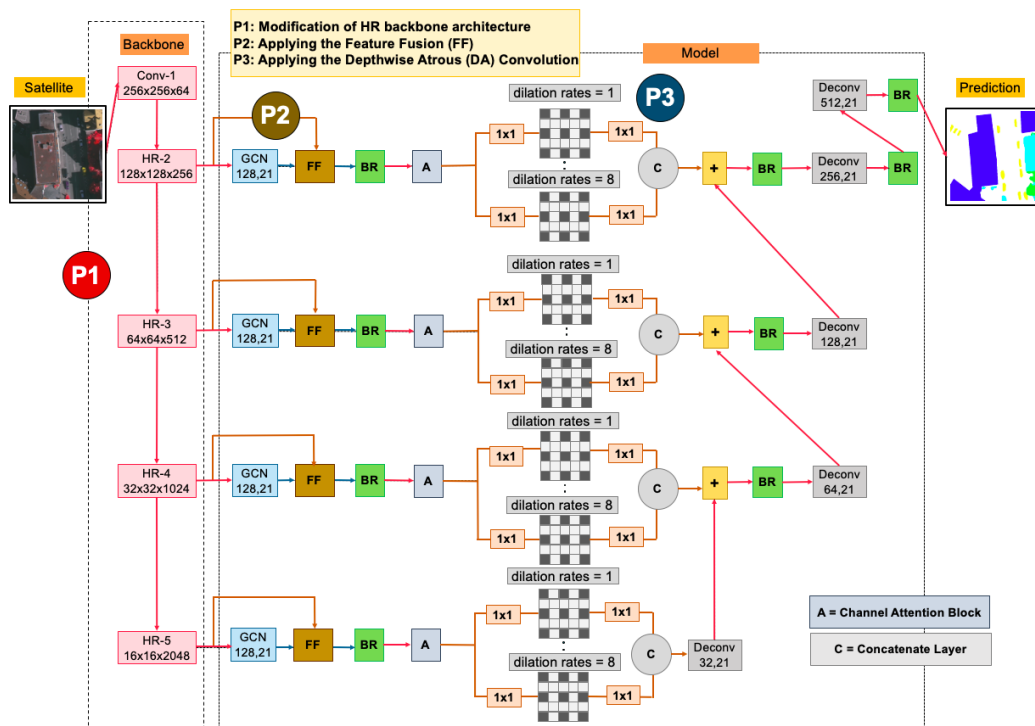 P1: Modification of HR backbone architecture
P2: Applying the Feature Fusion (FF)
P3: Applying the Depthwise Atrous (DA) Convolution
Backbone
Model
Satellite
Prediction
P1
P2
P3
Conv-1
256x256x64
HR-2
128x128x256
GCN
128,21
FF
BR
A
dilation rates = 1
1x1
1x1
dilation rates = 8
1x1
1x1
C
+
BR
Deconv
256,21
BR
Deconv
512,21
BR
HR-3
64x64x512
GCN
128,21
FF
BR
A
dilation rates = 1
1x1
1x1
dilation rates = 8
1x1
1x1
C
+
BR
Deconv
128,21
HR-4
32x32x1024
GCN
128,21
FF
BR
A
dilation rates = 1
1x1
1x1
dilation rates = 8
1x1
1x1
C
+
BR
Deconv
64,21
HR-5
16x16x2048
GCN
128,21
FF
BR
A
dilation rates = 1
1x1
1x1
dilation rates = 8
1x1
1x1
C
Deconv
32,21
A = Channel Attention Block
C = Concatenate Layer